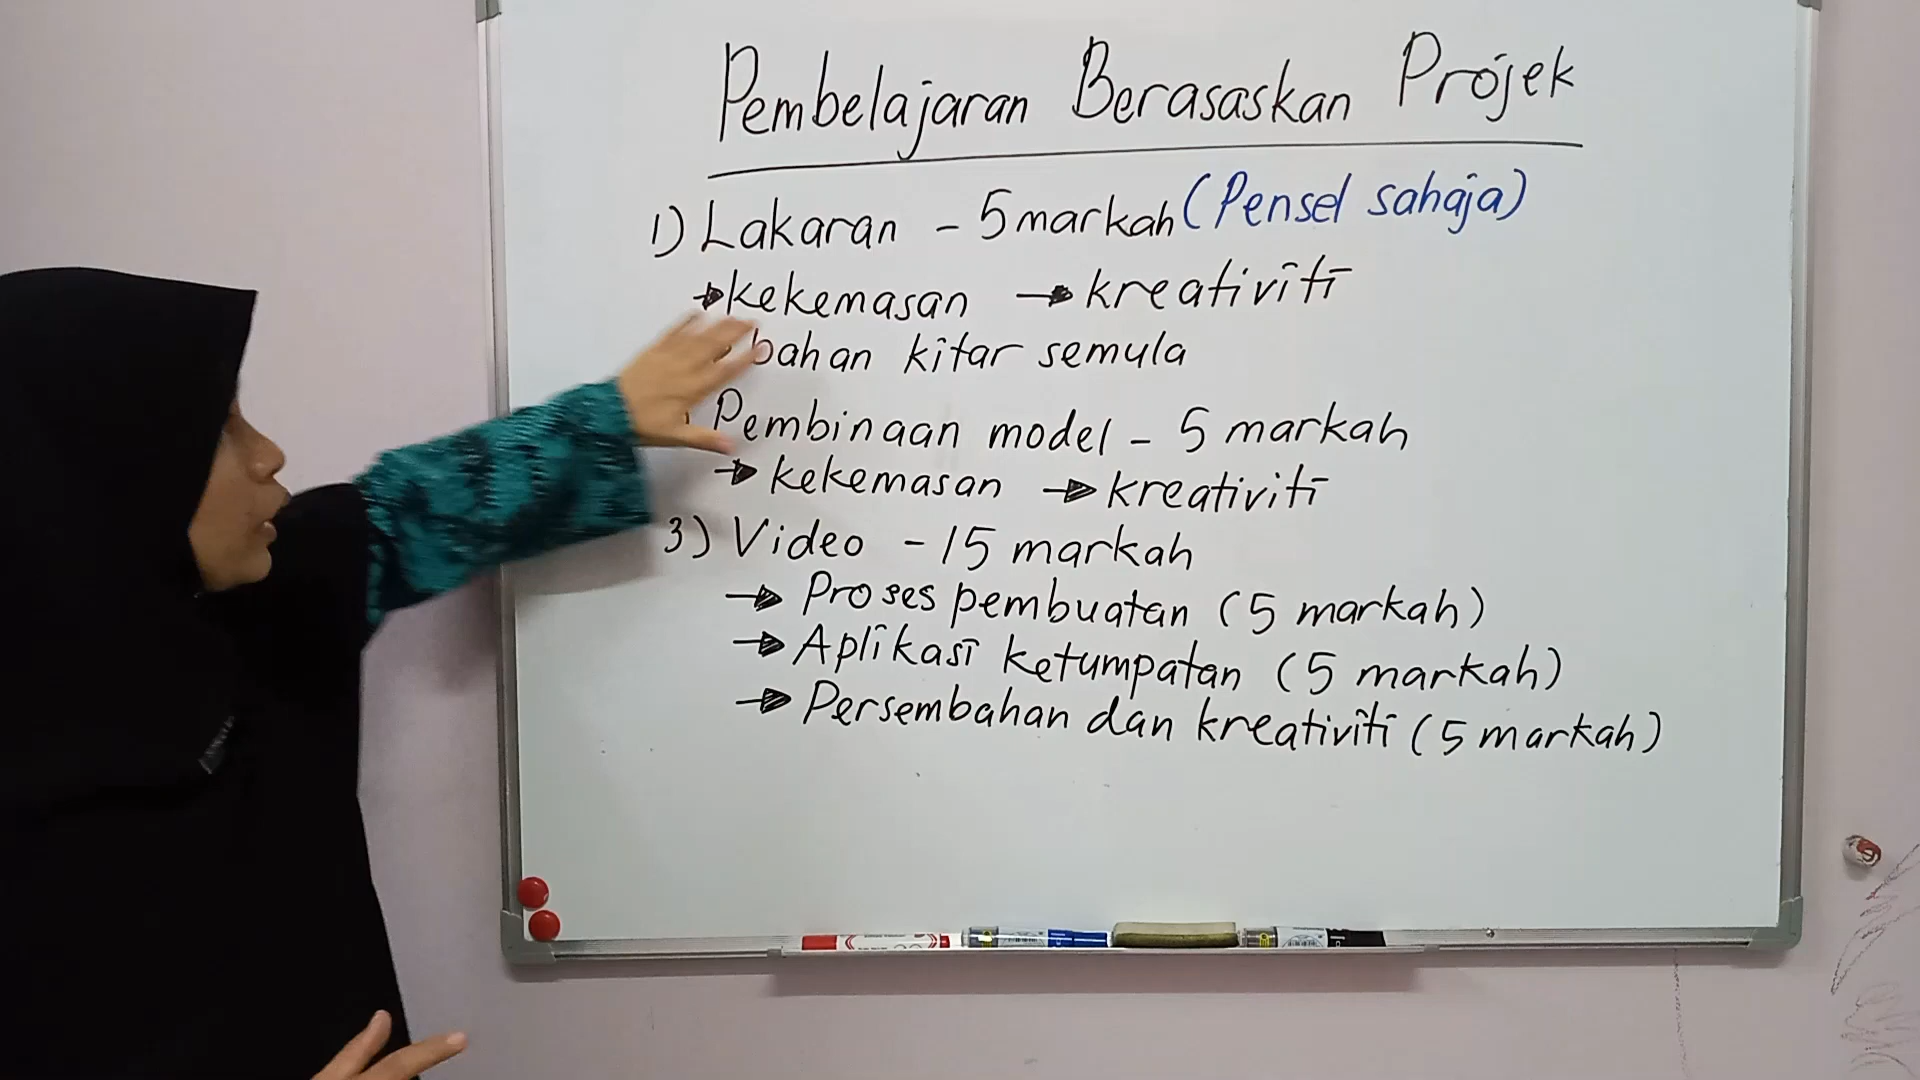 Pembelajaran Berasaskan Projek
1) Lakaran - 5 markah (Pensel sahaja)
→ kekemasan → kreativiti
bahan kitar semula
Pembinaan model - 5 markah
→ kekemasan → kreativiti
3) Video - 15 markah
→ Proses pembuatan (5 markah)
→ Aplikasi ketumpatan (5 markah)
→ Persembahan dan kreativiti (5 markah)